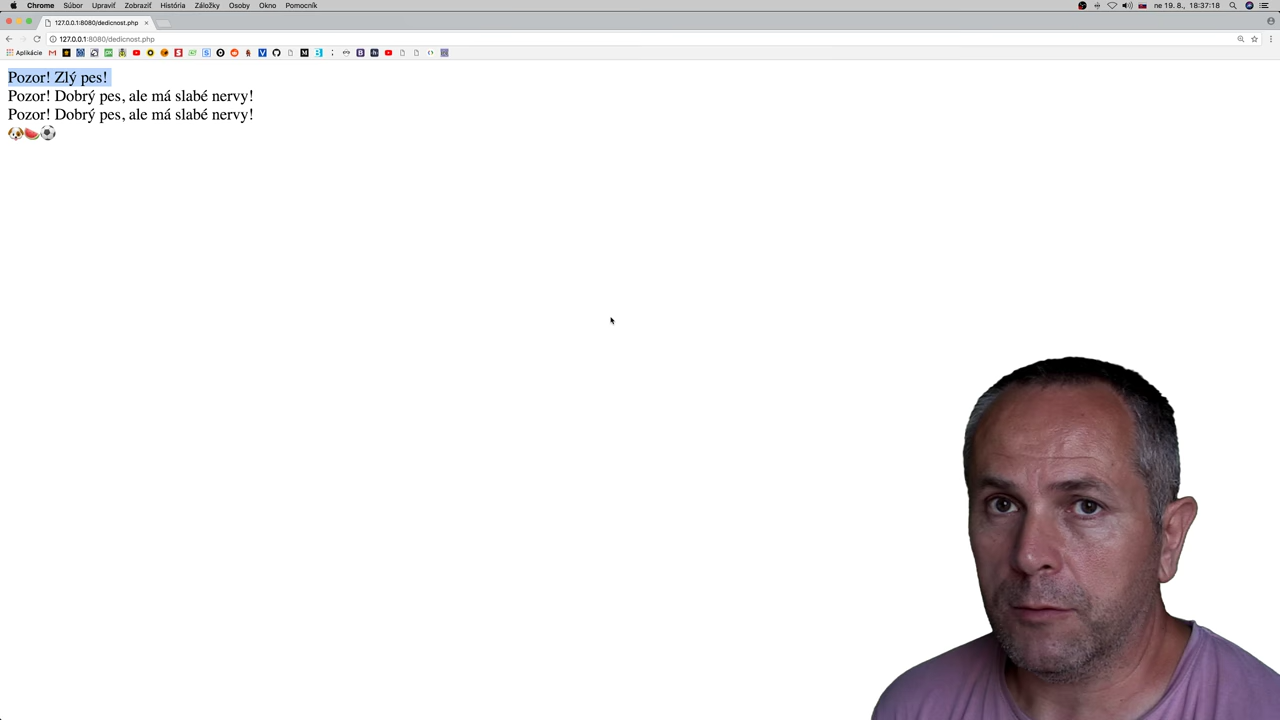 Chrome Súbor Upraviť Zobraziť História Záložky Osoby Okno Pomocník ne 19. 8., 18:37:18
127.0.0.1:8080/dedicnost.php
127.0.0.1:8080/dedicnost.php
Aplikácie
Pozor! Zlý pes!
Pozor! Dobrý pes, ale má slabé nervy!
Pozor! Dobrý pes, ale má slabé nervy!
🐶🍉⚽